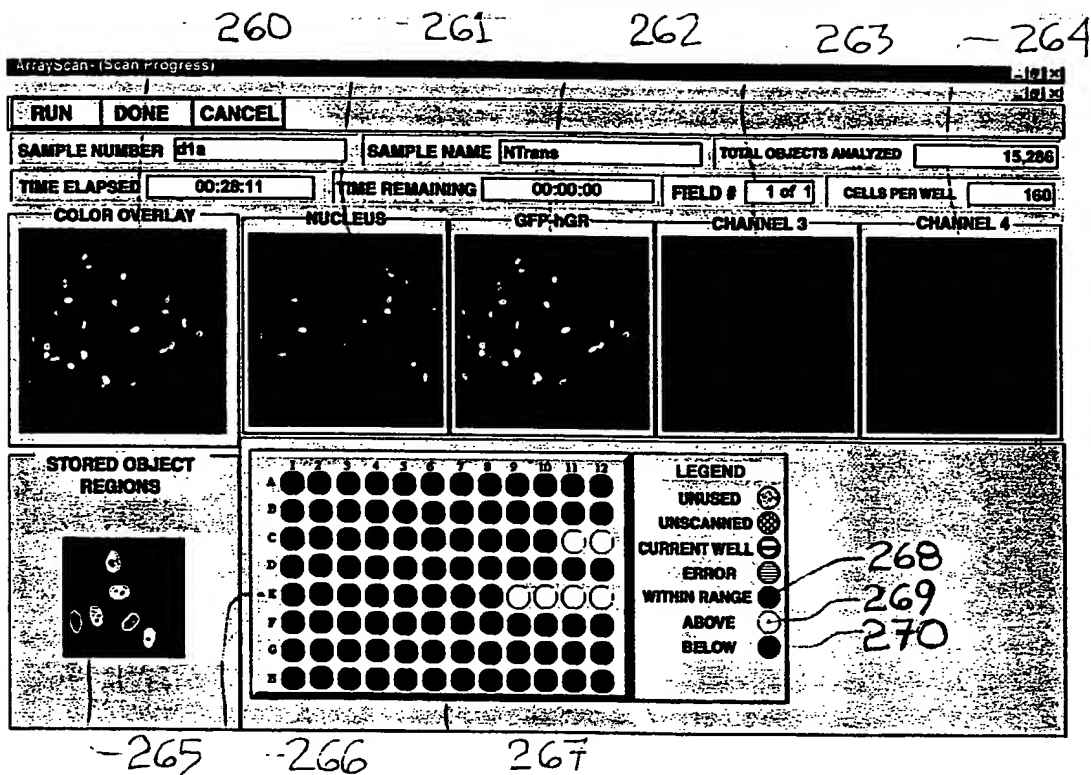 260 261 262 263 264
ArrayScan - (Scan Progress)
RUN DONE CANCEL
SAMPLE NUMBER d1a SAMPLE NAME NTrans TOTAL OBJECTS ANALYZED 15,286
TIME ELAPSED 00:28:11 TIME REMAINING 00:00:00 FIELD # 1 of 1 CELLS PER WELL 160
COLOR OVERLAY NUCLEUS GFP-hGR CHANNEL 3 CHANNEL 4
STORED OBJECT
REGIONS
1 2 3 4 5 6 7 8 9 10 11 12
A
B
C
D
E
F
G
H
LEGEND
UNUSED
UNSCANNED
CURRENT WELL
ERROR
WITHIN RANGE 268
ABOVE 269
BELOW 270
265 266 267